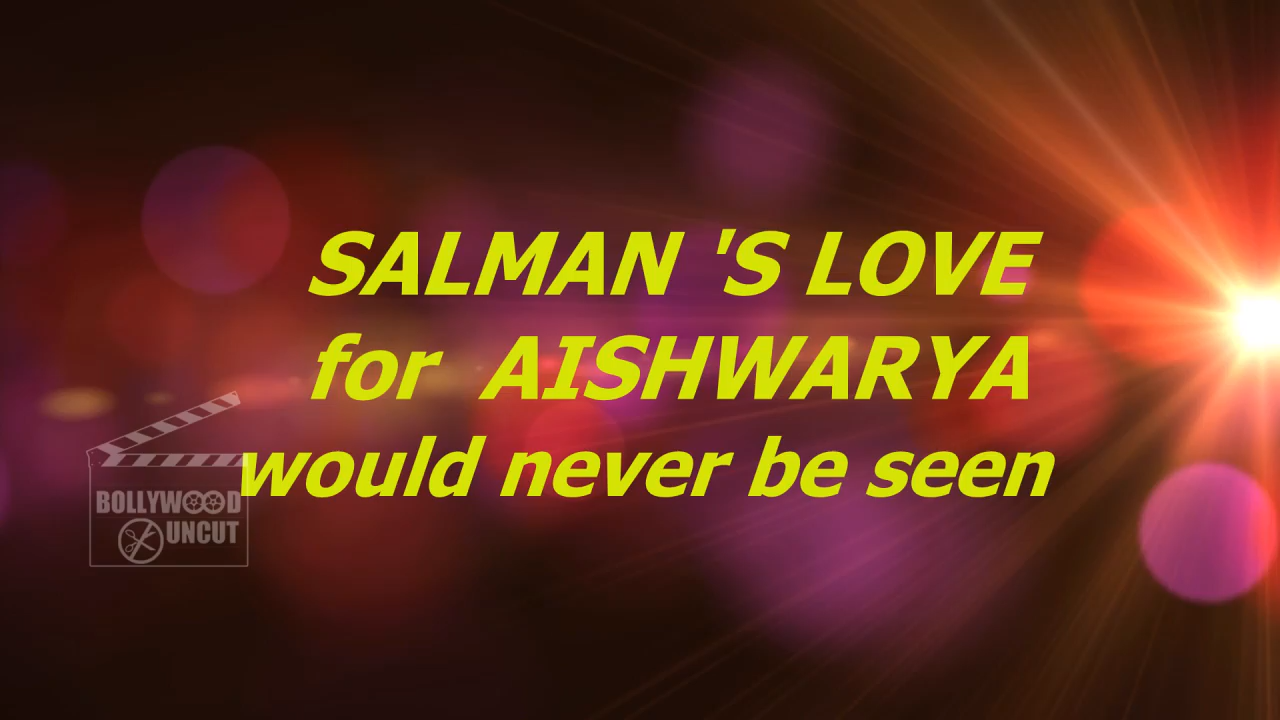 SALMAN 'S LOVE
for AISHWARYA
would never be seen
BOLLYWOOD
UNCUT